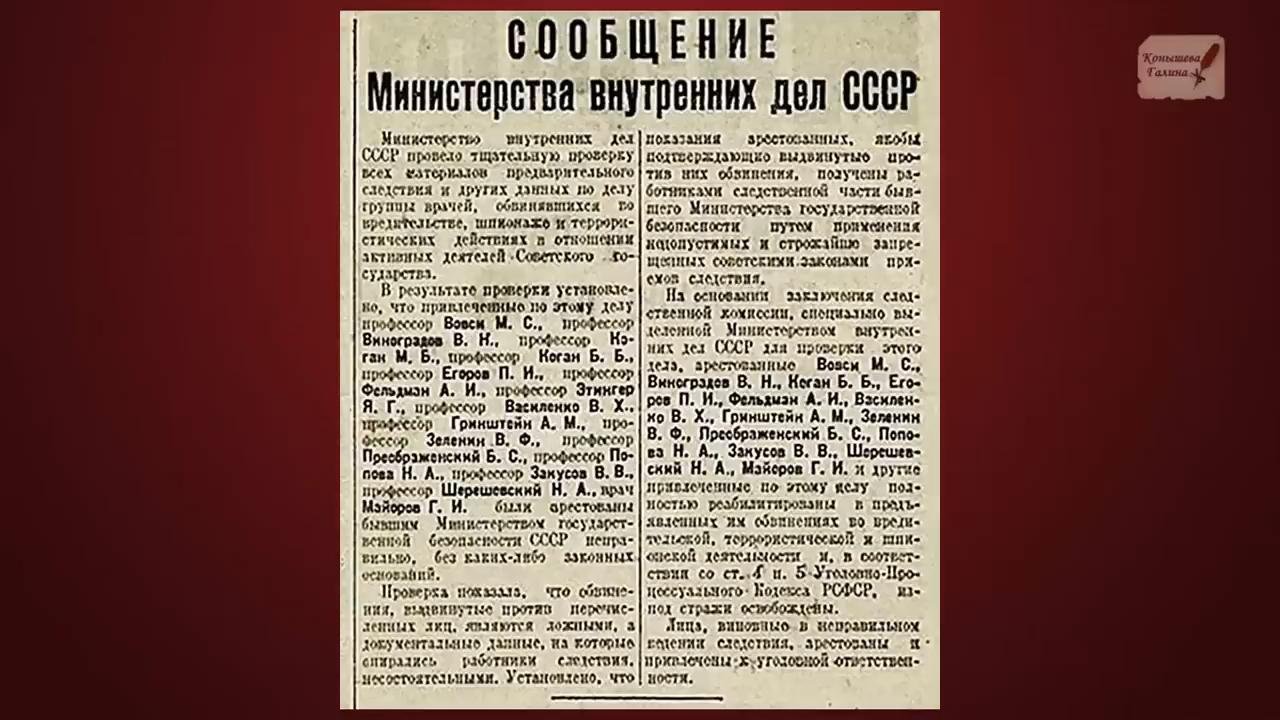 СООБЩЕНИЕ
Министерства внутренних дел СССР
Министерство внутренних дел
СССР провело тщательную проверку
всех материалов предварительного
следствия и других данных по делу
группы врачей, обвинявшихся во
вредительстве, шпионаже и террори-
стических действиях в отношении
активных деятелей Советского го-
сударства.
В результате проверки установле-
но, что привлеченные по этому делу
профессор Вовси М. С., профессор
Виноградов В. Н., профессор Ко-
ган М. Б., профессор Коган Б. Б.,
профессор Егоров П. И., профессор
Фельдман А. И., профессор Этингер
Я. Г., профессор Василенко В. Х.,
профессор Гринштейн А. М., про-
фессор Зеленин В. Ф., профессор
Преображенский Б. С., профессор По-
пова Н. А., профессор Закусов В. В.,
профессор Шерешевский Н. А., врач
Майоров Г. И. были арестованы
бывшим Министерством государст-
венной безопасности СССР непра-
вильно, без каких-либо законных
оснований.
Проверка показала, что обвине-
ния, выдвинутые против перечис-
ленных лиц, являются ложными, а
документальные данные, на которые
опирались работники следствия,
несостоятельными. Установлено, что
показания арестованных, якобы
подтверждающие выдвинутые про-
тив них обвинения, получены ра-
ботниками следственной части быв-
шего Министерства государственной
безопасности путем применения
недопустимых и строжайше запре-
щенных советскими законами при-
емов следствия.
На основании заключения след-
ственной комиссии, специально вы-
деленной Министерством внутрен-
них дел СССР для проверки этого
дела, арестованные Вовси М. С.,
Виноградов В. Н., Коган Б. Б., Его-
ров П. И., Фельдман А. И., Василен-
ко В. Х., Гринштейн А. М., Зеленин
В. Ф., Преображенский Б. С., Попо-
ва Н. А., Закусов В. В., Шерешев-
ский Н. А., Майоров Г. И. и другие
привлеченные по этому делу пол-
ностью реабилитированы в предъ-
явленных им обвинениях во вреди-
тельской, террористической и шпи-
онской деятельности и, в соответ-
ствии со ст. 4 п. 5 Уголовно-Про-
цессуального Кодекса РСФСР, из-
под стражи освобождены.
Лица, виновные в неправильном
ведении следствия, арестованы и
привлечены к уголовной ответствен-
ности.
Конышева
Галина